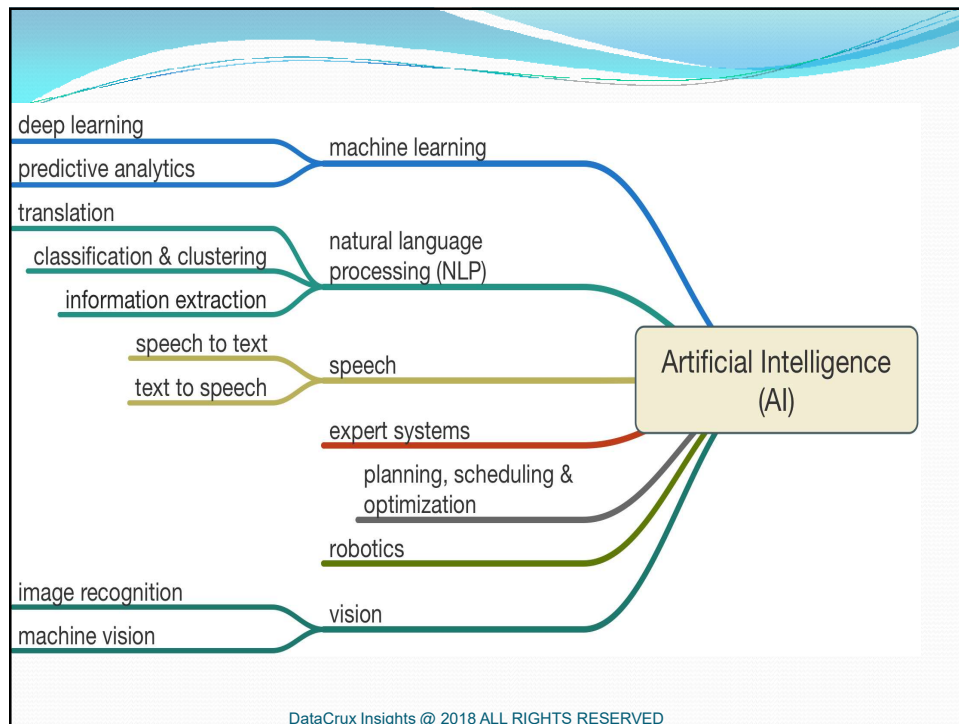 deep learning
machine learning
predictive analytics
translation
natural language
processing (NLP)
classification & clustering
information extraction
speech to text
speech
text to speech
Artificial Intelligence
(AI)
expert systems
planning, scheduling &
optimization
robotics
image recognition
vision
machine vision
DataCrux Insights @ 2018 ALL RIGHTS RESERVED